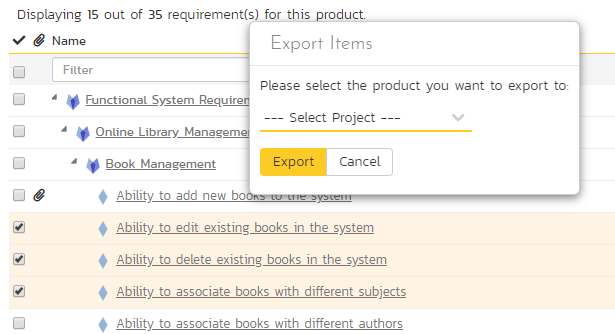 Displaying 15 out of 35 requirement(s) for this product.
Name
Filter
Export Items
Please select the product you want to export to:
--- Select Project ---
Export Cancel
Functional System
Online Library
Book Management
Ability to add new books to the system
Ability to edit existing books in the system
Ability to delete existing books in the system
Ability to associate books with different subjects
Ability to associate books with different authors